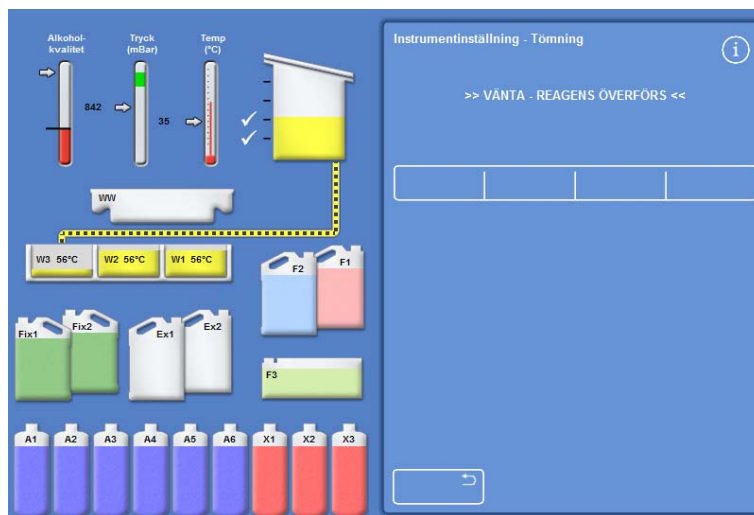 Alkohol-
kvalitet
Tryck
(mBar)
Temp
(°C)
842
35
WW
W3 56°C
W2 56°C
W1 56°C
F2
F1
Fix1
Fix2
Ex1
Ex2
F3
A1
A2
A3
A4
A5
A6
X1
X2
X3
Instrumentinställning - Tömning
i
>> VÄNTA - REAGENS ÖVERFÖRS <<